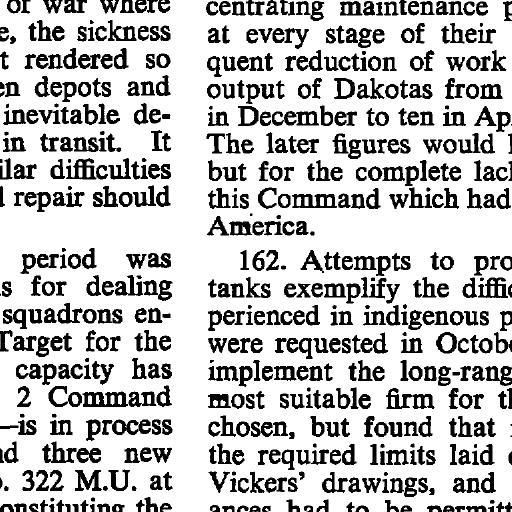 of war where
e, the sickness
t rendered so
en depots and
inevitable de-
in transit. It
ilar difficulties
l repair should
period was
s for dealing
squadrons en-
Target for the
capacity has
2 Command
—is in process
nd three new
o. 322 M.U. at
onstituting the
centrating maintenance p
at every stage of their
quent reduction of work
output of Dakotas from
in December to ten in Ap
The later figures would
but for the complete lac
this Command which had
America.
162. Attempts to pro
tanks exemplify the diffi
perienced in indigenous p
were requested in Octob
implement the long-rang
most suitable firm for t
chosen, but found that
the required limits laid
Vickers' drawings, and
ances had to be permitt